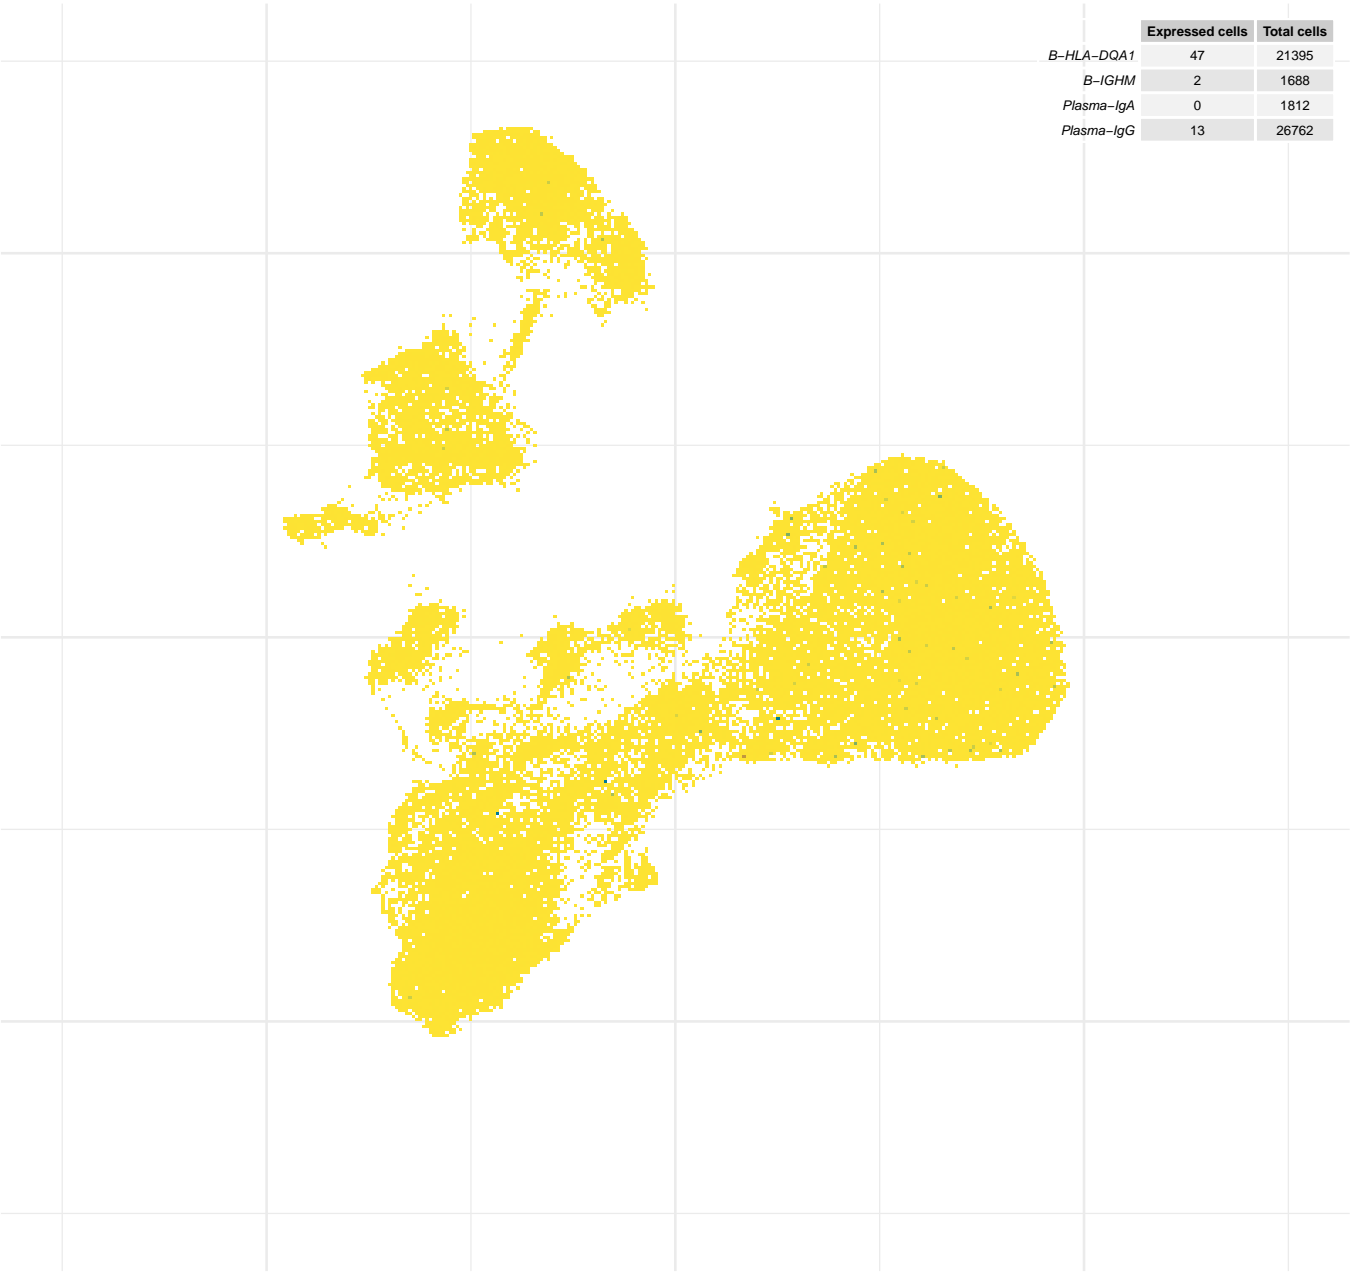 Expressed cells Total cells
B−HLA−DQA1 47 21395
B−IGHM 2 1688
Plasma−IgA 0 1812
Plasma−IgG 13 26762